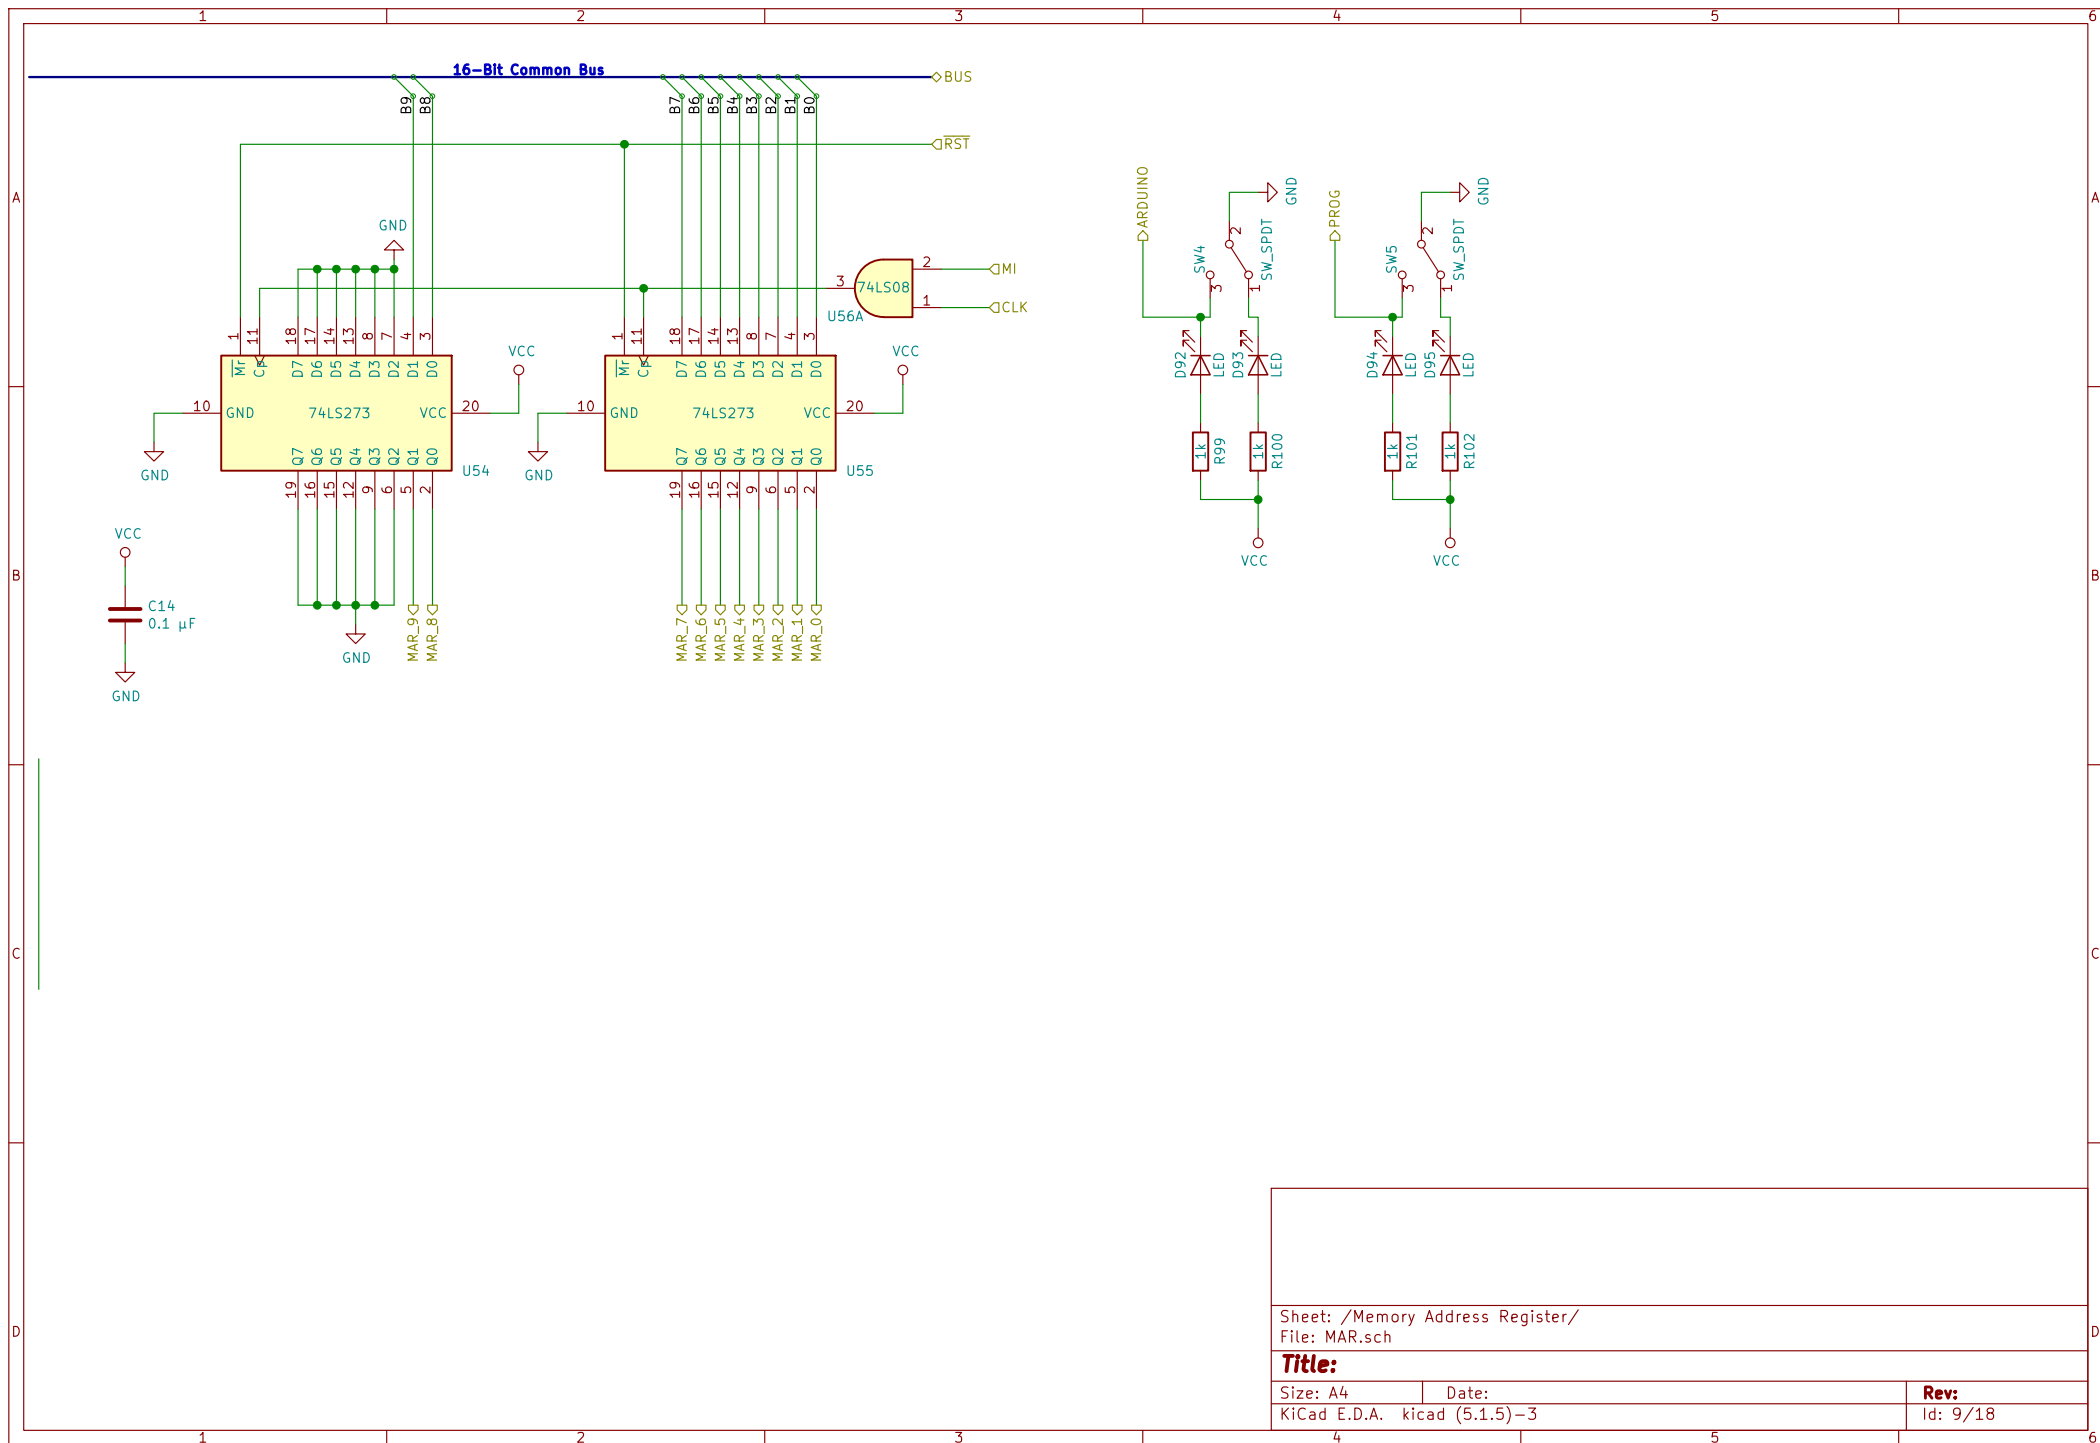 1 2 3 4 5 6
16-Bit Common Bus
BUS
B9 B8 B7 B6 B5 B4 B3 B2 B1 B0
RST
A A
GND
MI
CLK
2
3
1
74LS08
U56A
1 11 18 17 14 13 8 7 4 3
Mr Cp D7 D6 D5 D4 D3 D2 D1 D0
10 GND 74LS273 VCC 20
VCC
GND
Q7 Q6 Q5 Q4 Q3 Q2 Q1 Q0
U54
19 16 15 12 9 6 5 2
GND
MAR_9 MAR_8
1 11 18 17 14 13 8 7 4 3
Mr Cp D7 D6 D5 D4 D3 D2 D1 D0
10 GND 74LS273 VCC 20
VCC
GND
Q7 Q6 Q5 Q4 Q3 Q2 Q1 Q0
U55
19 16 15 12 9 6 5 2
MAR_7 MAR_6 MAR_5 MAR_4 MAR_3 MAR_2 MAR_1 MAR_0
VCC
C14
0.1 µF
GND
ARDUINO
GND
SW4
2
SW_SPDT
3 1
D92 LED D93 LED
1k R99 1k R100
VCC
PROG
GND
SW5
2
SW_SPDT
3 1
D94 LED D95 LED
1k R101 1k R102
VCC
B B
C C
D D
Sheet: /Memory Address Register/
File: MAR.sch
Title:
Size: A4 Date: Rev:
KiCad E.D.A. kicad (5.1.5)-3 Id: 9/18
1 2 3 4 5 6